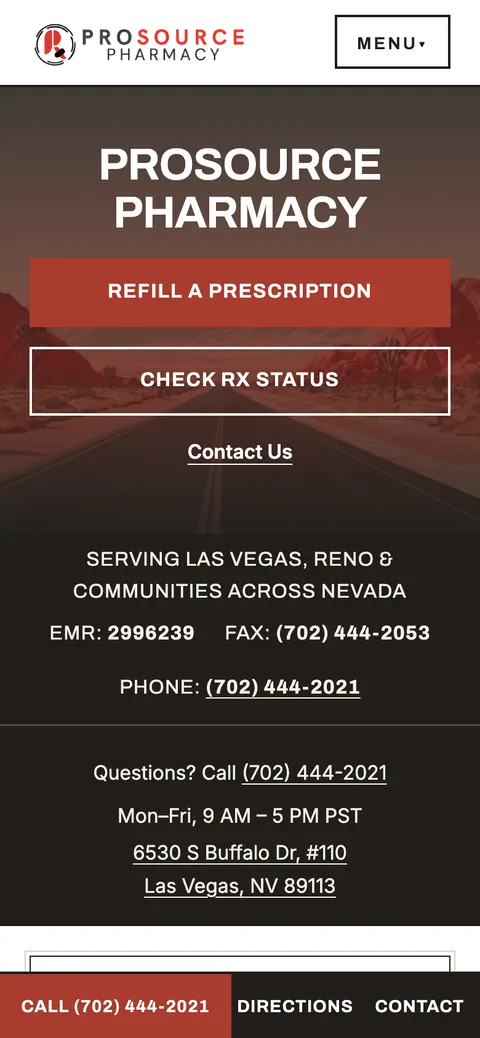 PROSOURCE
PHARMACY
MENU▾
PROSOURCE
PHARMACY
REFILL A PRESCRIPTION
CHECK RX STATUS
Contact Us
SERVING LAS VEGAS, RENO &
COMMUNITIES ACROSS NEVADA
EMR: 2996239 FAX: (702) 444-2053
PHONE: (702) 444-2021
Questions? Call (702) 444-2021
Mon–Fri, 9 AM – 5 PM PST
6530 S Buffalo Dr, #110
Las Vegas, NV 89113
CALL (702) 444-2021 DIRECTIONS CONTACT